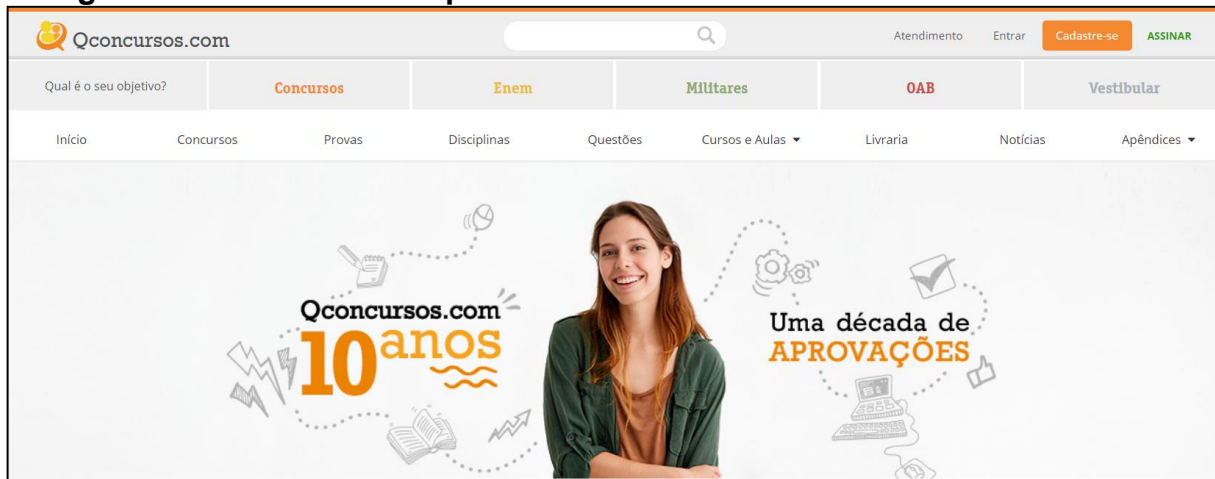 Qconcursos.com
Atendimento Entrar Cadastre-se ASSINAR
Qual é o seu objetivo? Concursos Enem Militares OAB Vestibular
Início Concursos Provas Disciplinas Questões Cursos e Aulas Livraria Notícias Apêndices
Qconcursos.com
10 anos
Uma década de
APROVAÇÕES